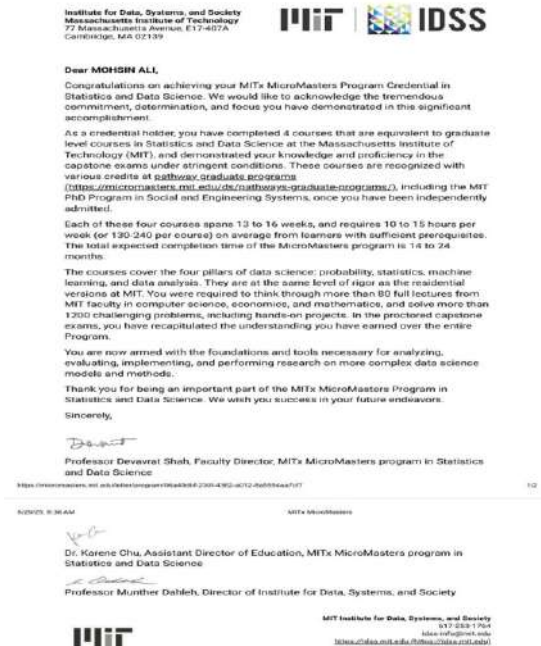 Institute for Data, Systems, and Society
Massachusetts Institute of Technology
77 Massachusetts Avenue, E17-407A
Cambridge, MA 02139
MIT IDSS
Dear MOHSIN ALI,
Congratulations on achieving your MITx MicroMasters Program Credential in
Statistics and Data Science. We would like to acknowledge the tremendous
commitment, determination, and focus you have demonstrated in this significant
accomplishment.
As a credential holder, you have completed 4 courses that are equivalent to graduate
level courses in Statistics and Data Science at the Massachusetts Institute of
Technology (MIT), and demonstrated your knowledge and proficiency in the
capstone exams under stringent conditions. These courses are recognized with
various credits at pathway graduate programs
(https://micromasters.mit.edu/ds/pathways-graduate-programs/), including the MIT
PhD Program in Social and Engineering Systems, once you have been independently
admitted.
Each of these four courses spans 13 to 16 weeks, and requires 10 to 15 hours per
week (or 130-240 per course) on average from learners with sufficient prerequisites.
The total expected completion time of the MicroMasters program is 14 to 24
months.
The courses cover the four pillars of data science: probability, statistics, machine
learning, and data analysis. They are at the same level of rigor as the residential
versions at MIT. You were required to think through more than 80 full lectures from
MIT faculty in computer science, economics, and mathematics, and solve more than
1200 challenging problems, including hands-on projects. In the proctored capstone
exams, you have recapitulated the understanding you have earned over the entire
Program.
You are now armed with the foundations and tools necessary for analyzing,
evaluating, implementing, and performing research on more complex data science
models and methods.
Thank you for being an important part of the MITx MicroMasters Program in
Statistics and Data Science. We wish you success in your future endeavors.
Sincerely,
Professor Devavrat Shah, Faculty Director, MITx MicroMasters program in Statistics
and Data Science
1/2
MITx MicroMasters
Dr. Karene Chu, Assistant Director of Education, MITx MicroMasters program in
Statistics and Data Science
Professor Munther Dahleh, Director of Institute for Data, Systems, and Society
MIT Institute for Data, Systems, and Society
617-253-1764
idss-info@mit.edu
https://idss.mit.edu (https://idss.mit.edu)
MIT